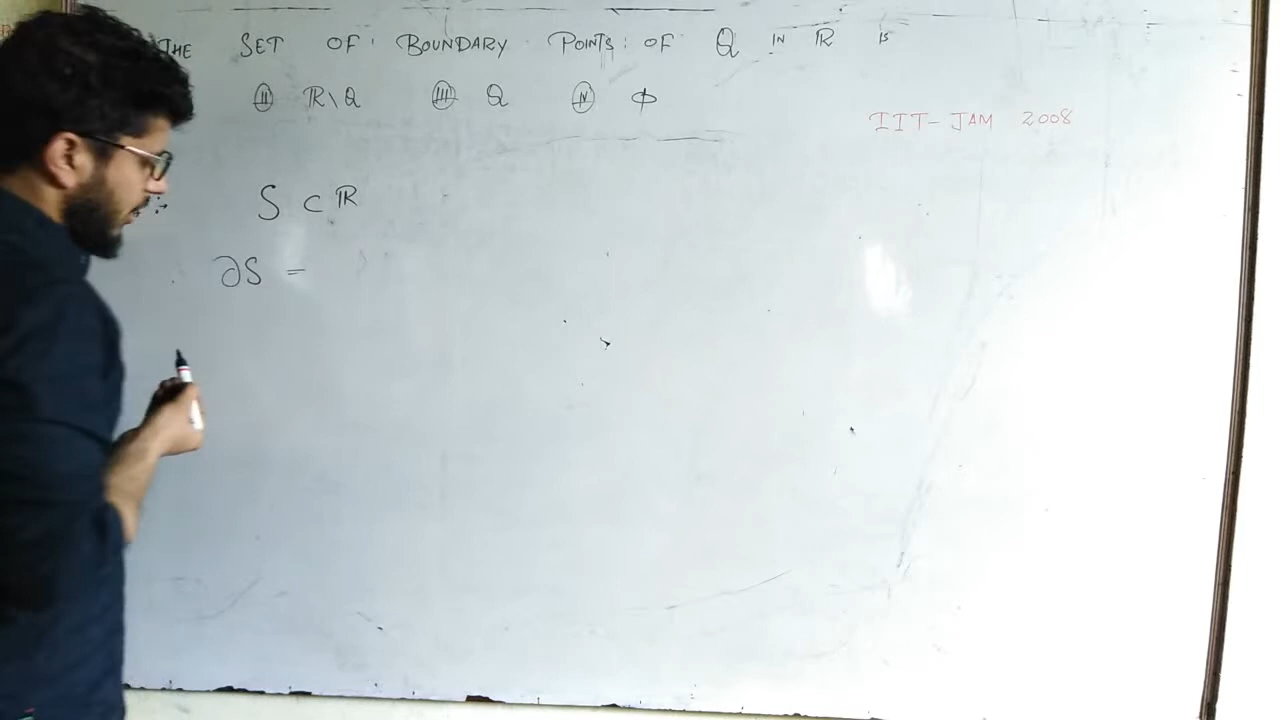 THE SET OF BOUNDARY POINTS OF Q IN ℝ IS
Ⓘⓘ ℝ\Q ⓘⓘⓘ Q ⓘⓥ ϕ
IIT-JAM 2008
S ⊂ ℝ
∂S =